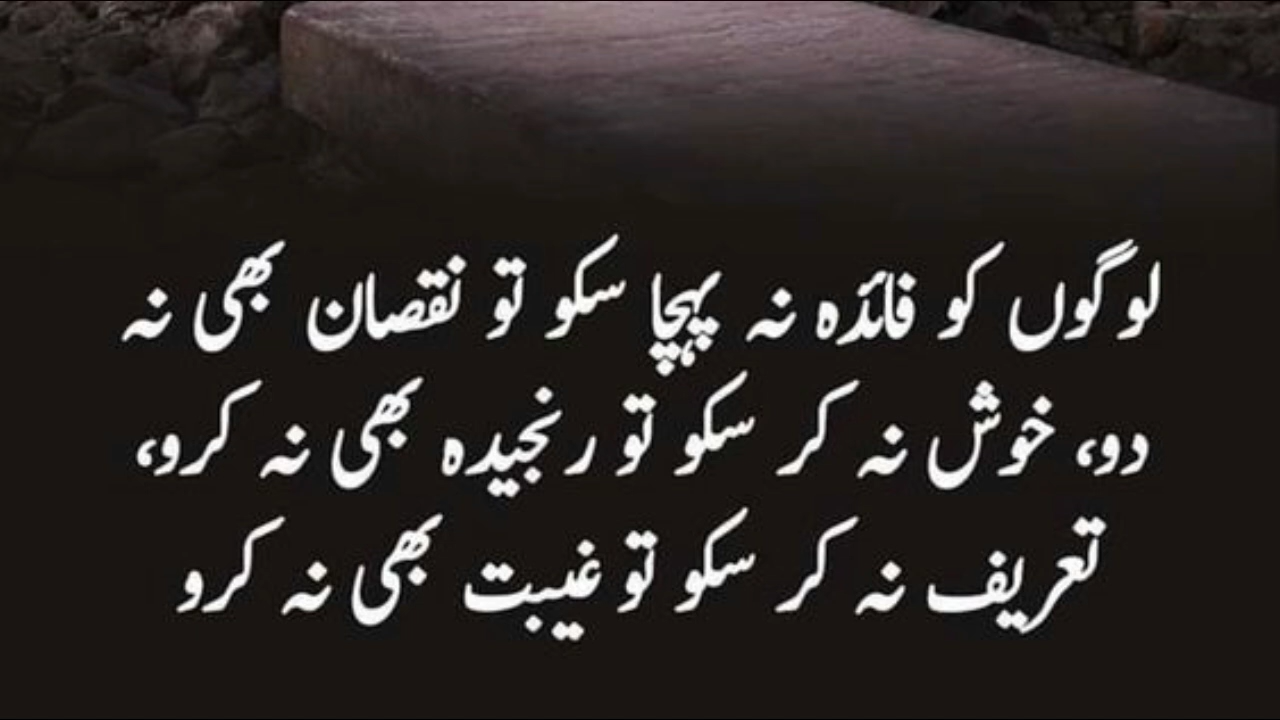 لوگوں کو فائدہ نہ پہچا سکو تو نقصان بھی نہ
دو، خوش نہ کر سکو تو رنجیدہ بھی نہ کرو،
تعریف نہ کر سکو تو غیبت بھی نہ کرو